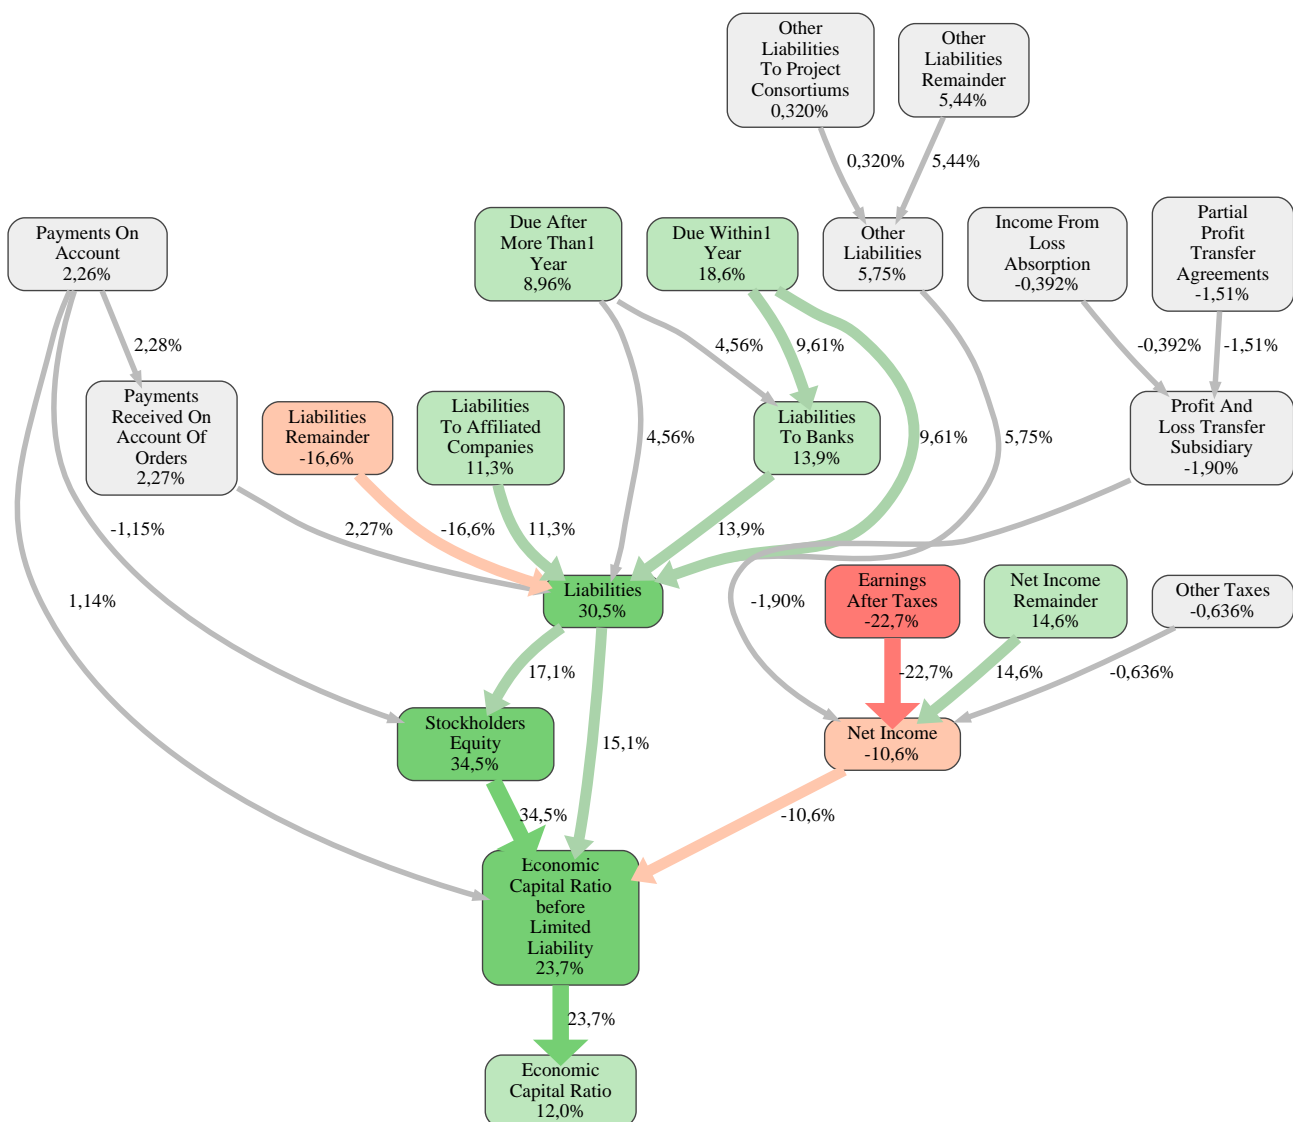 Other
Liabilities
To Project
Consortiums
0,320%
Other
Liabilities
Remainder
5,44%
0,320%
5,44%
Payments On
Account
2,26%
Due After
More Than1
Year
8,96%
Due Within1
Year
18,6%
Other
Liabilities
5,75%
Income From
Loss
Absorption
-0,392%
Partial
Profit
Transfer
Agreements
-1,51%
2,28%
4,56%
9,61%
-0,392%
-1,51%
Payments
Received On
Account Of
Orders
2,27%
Liabilities
Remainder
-16,6%
Liabilities
To Affiliated
Companies
11,3%
4,56%
Liabilities
To Banks
13,9%
9,61%
5,75%
Profit And
Loss Transfer
Subsidiary
-1,90%
-1,15%
2,27%
-16,6%
11,3%
13,9%
1,14%
Liabilities
30,5%
-1,90%
Earnings
After Taxes
-22,7%
Net Income
Remainder
14,6%
Other Taxes
-0,636%
17,1%
-22,7%
14,6%
-0,636%
Stockholders
Equity
34,5%
15,1%
Net Income
-10,6%
34,5%
-10,6%
Economic
Capital Ratio
before
Limited
Liability
23,7%
23,7%
Economic
Capital Ratio
12,0%